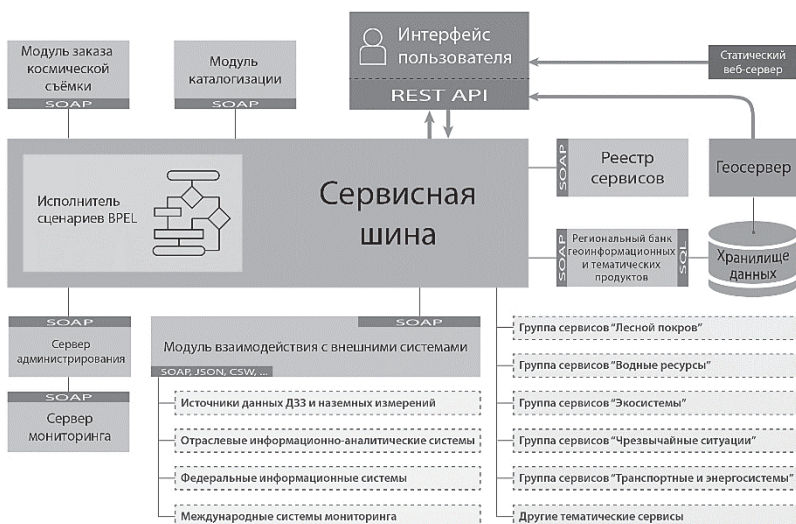 Модуль заказа
космической
съёмки
SOAP
Модуль
каталогизации
SOAP
Интерфейс
пользователя
REST API
Статический
веб-сервер
Исполнитель
сценариев BPEL
Сервисная
шина
SOAP
Реестр
сервисов
Геосервер
SOAP
Региональный банк
геоинформационных
и тематических
продуктов
SQL
Хранилище
данных
SOAP
Сервер
администрирования
SOAP
Сервер
мониторинга
SOAP
Модуль взаимодействия с внешними системами
SOAP, JSON, CSW, ...
Источники данных ДЗЗ и наземных измерений
Отраслевые информационно-аналитические системы
Федеральные информационные системы
Международные системы мониторинга
Группа сервисов "Лесной покров"
Группа сервисов "Водные ресурсы"
Группа сервисов "Экосистемы"
Группа сервисов "Чрезвычайные ситуации"
Группа сервисов "Транспортные и энергосистемы"
Другие тематические сервисы